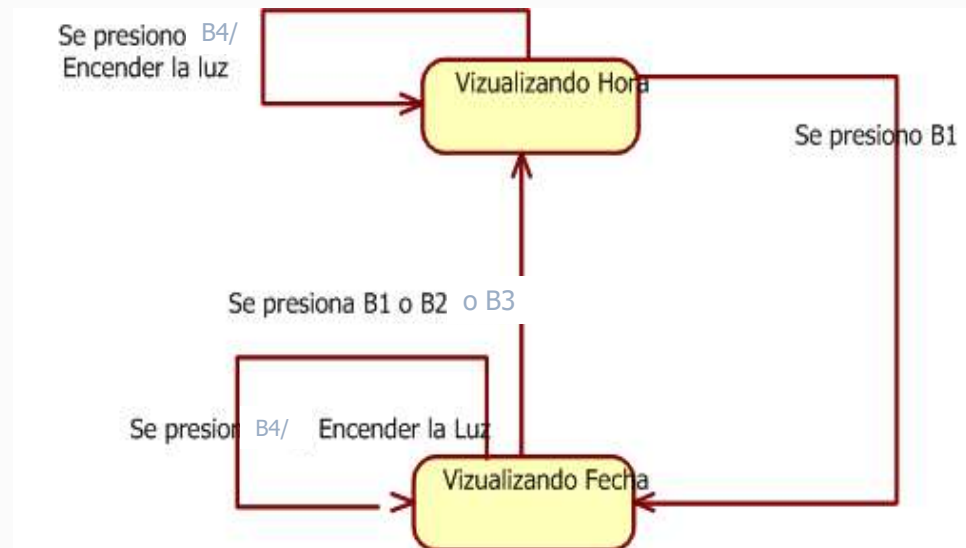 Se presiono B4/
Encender la luz
Vizualizando Hora
Se presiono B1
Se presiona B1 o B2 o B3
Se presion B4/ Encender la Luz
Vizualizando Fecha